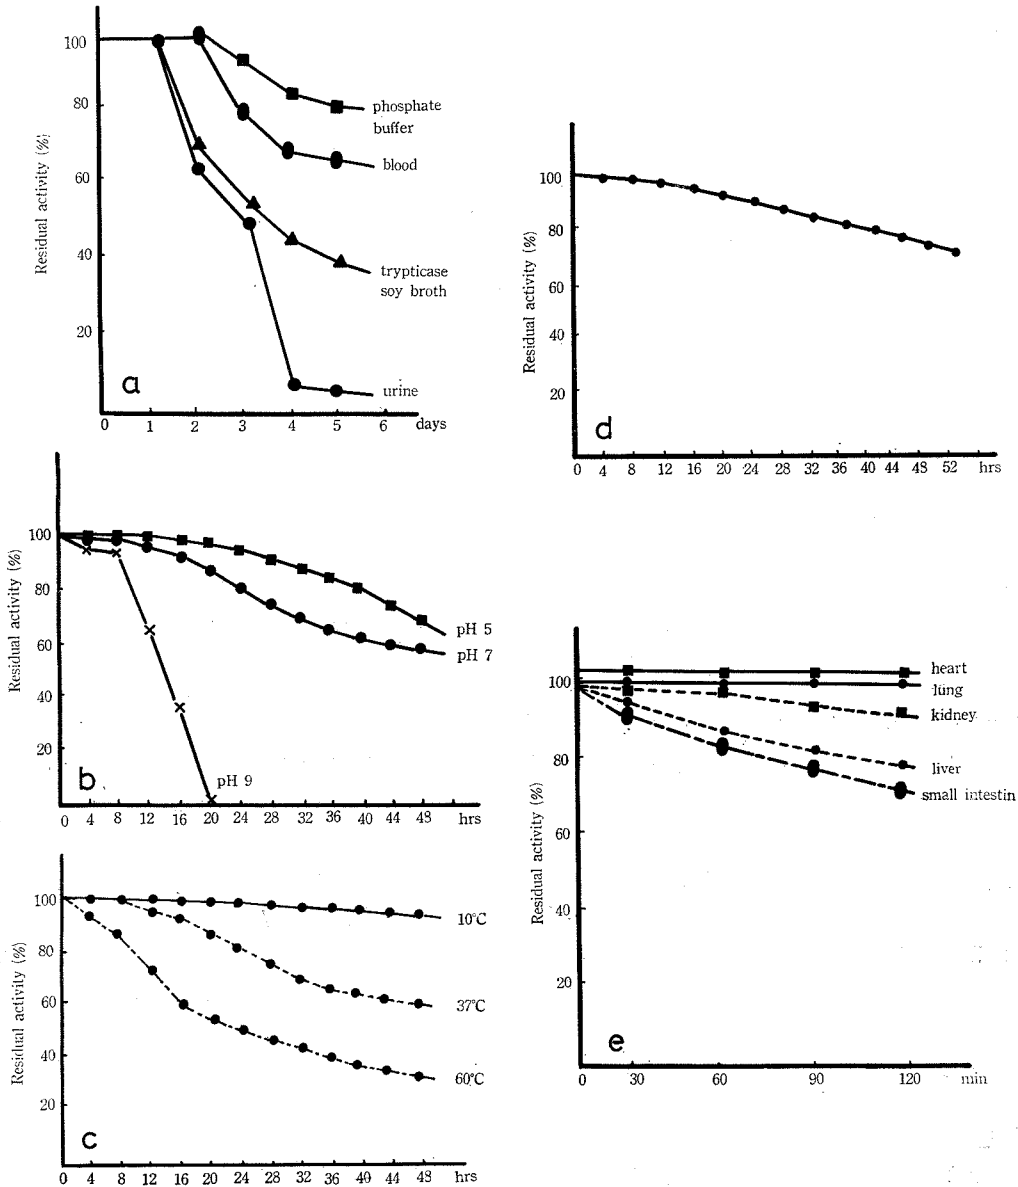 100
80
60
40
20
Residual activity (%)
phosphate
buffer
blood
trypticase
soy broth
urine
a
0 1 2 3 4 5 6 days
100
80
60
40
20
Residual activity (%)
pH 5
pH 7
pH 9
b
0 4 8 12 16 20 24 28 32 36 40 44 48 hrs
100
80
60
40
20
Residual activity (%)
10°C
37°C
60°C
c
0 4 8 12 16 20 24 28 32 36 40 44 48 hrs
100
80
60
40
20
Residual activity (%)
d
0 4 8 12 16 20 24 28 32 36 40 44 48 52 hrs
100
80
60
40
20
Residual activity (%)
heart
lung
kidney
liver
small intestin
e
0 30 60 90 120 min